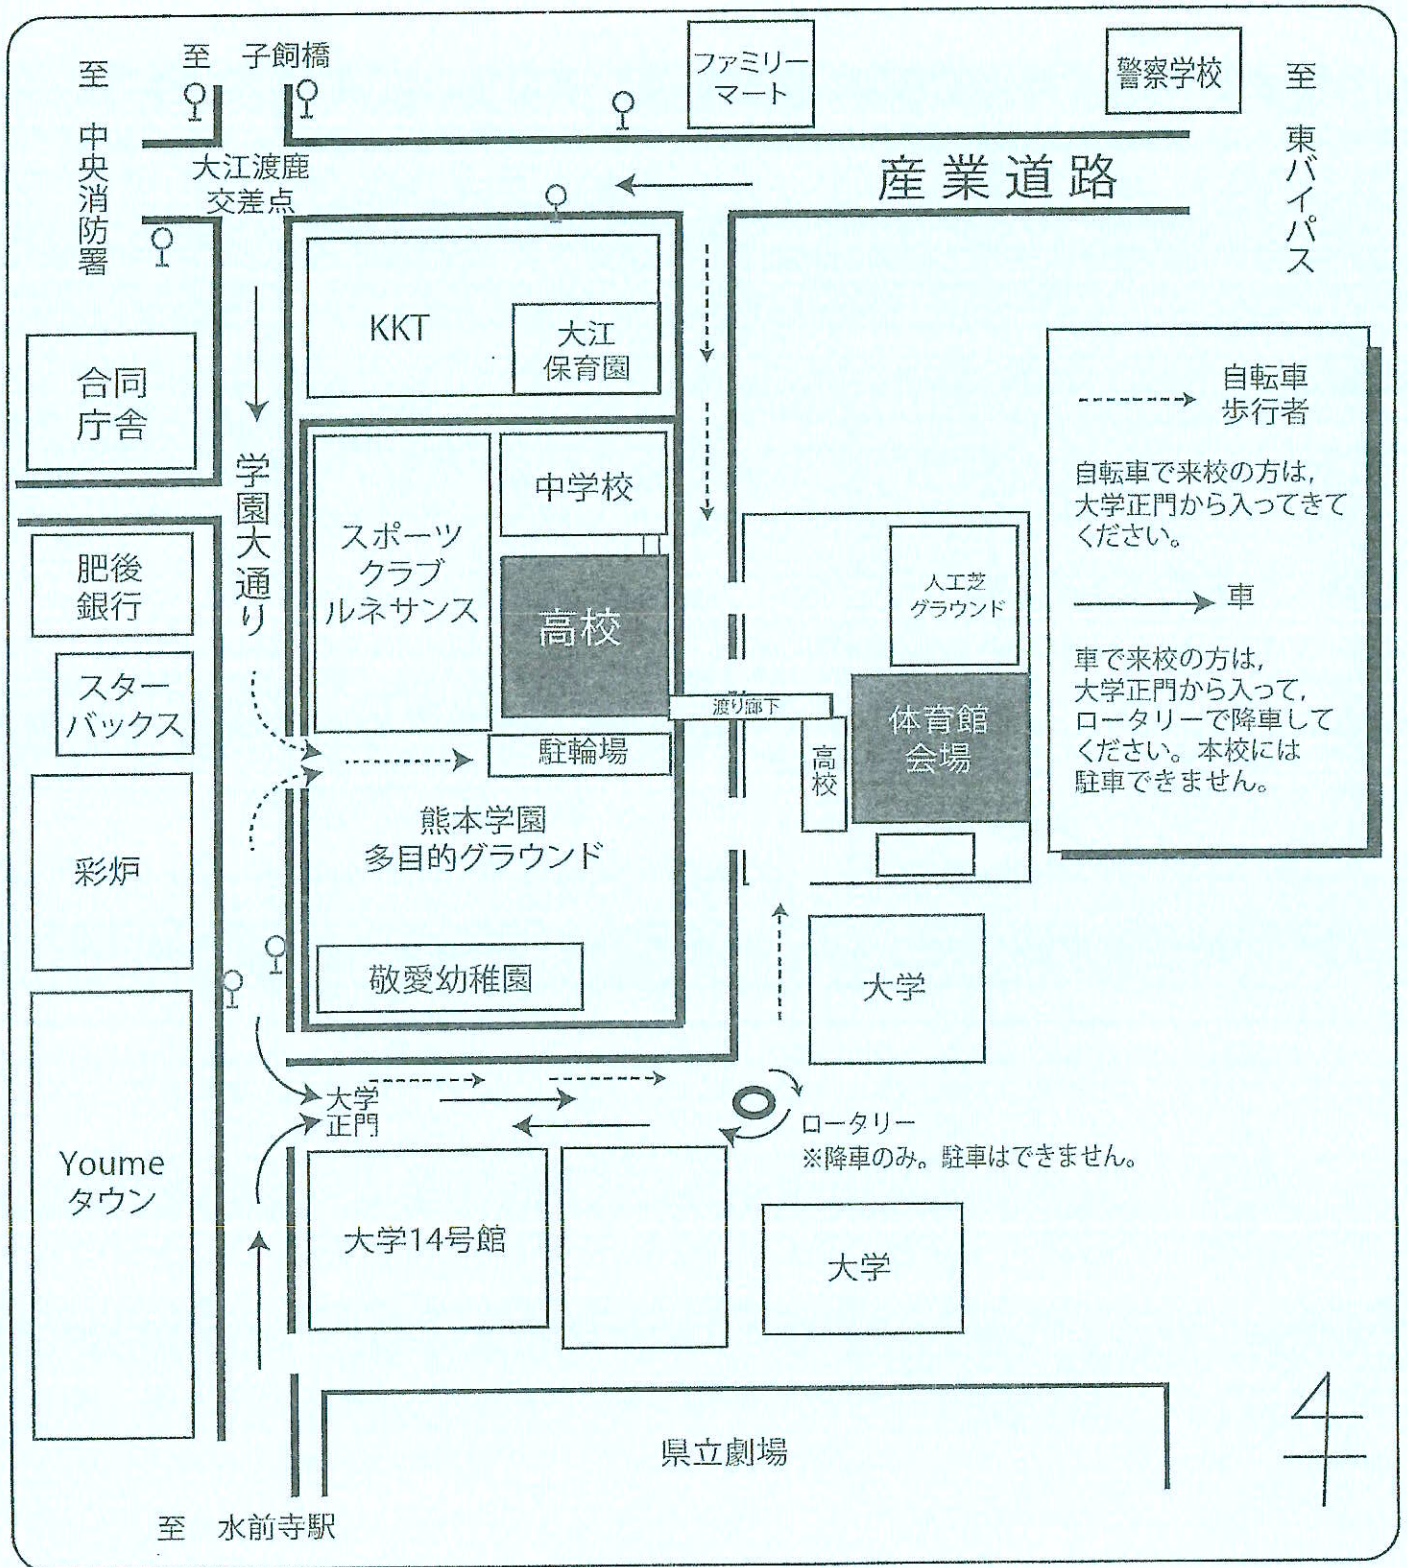 至 子飼橋
至 中央消防署
ファミリー
マート
警察学校
至 東バイパス
大江渡鹿
交差点
産業道路
KKT
大江
保育園
合同
庁舎
学園大通り
中学校
スポーツ
クラブ
ルネサンス
高校
肥後
銀行
スター
バックス
渡り廊下
駐輪場
人工芝
グラウンド
体育館
会場
高校
自転車
歩行者
自転車で来校の方は,
大学正門から入ってきて
ください。
車
車で来校の方は,
大学正門から入って,
ロータリーで降車して
ください。本校には
駐車できません。
彩炉
熊本学園
多目的グラウンド
敬愛幼稚園
大学
大学
正門
ロータリー
※降車のみ。駐車はできません。
Youme
タウン
大学14号館
大学
県立劇場
至 水前寺駅